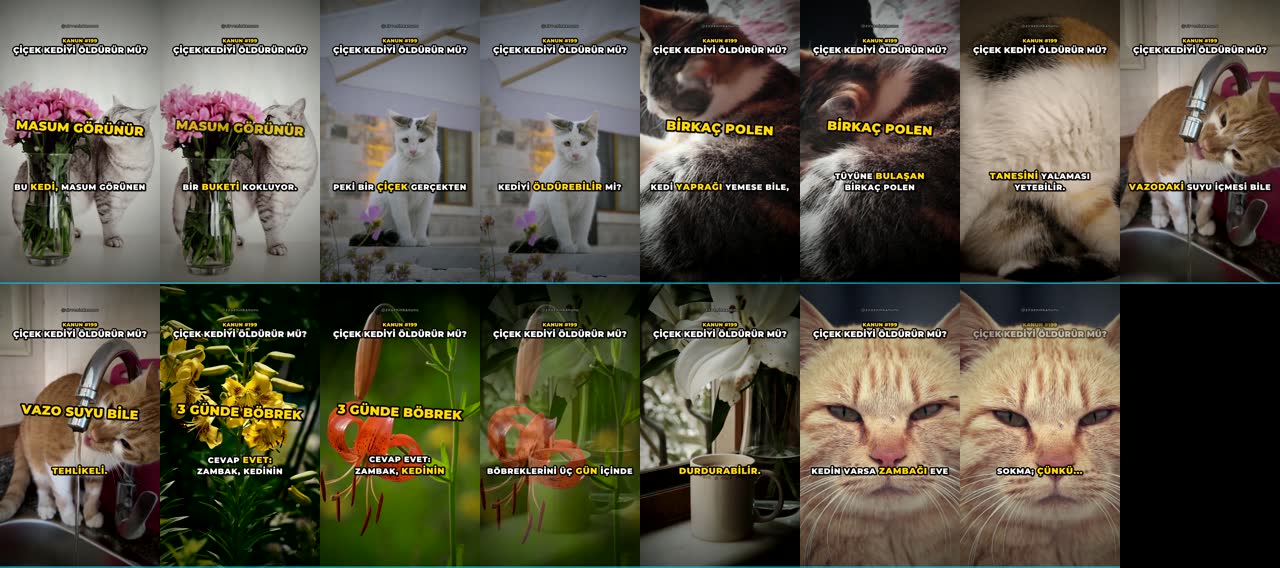 KANUN #199
ÇİÇEK KEDİYİ ÖLDÜRÜR MÜ?
MASUM GÖRÜNÜR
BU KEDİ, MASUM GÖRÜNEN
KANUN #199
ÇİÇEK KEDİYİ ÖLDÜRÜR MÜ?
MASUM GÖRÜNÜR
BİR BUKETİ KOKLUYOR.
KANUN #199
ÇİÇEK KEDİYİ ÖLDÜRÜR MÜ?
PEKİ BİR ÇİÇEK GERÇEKTEN
KANUN #199
ÇİÇEK KEDİYİ ÖLDÜRÜR MÜ?
KEDİYİ ÖLDÜREBİLİR Mİ?
KANUN #199
ÇİÇEK KEDİYİ ÖLDÜRÜR MÜ?
BİRKAÇ POLEN
KEDİ YAPRAĞI YEMESE BİLE,
KANUN #199
ÇİÇEK KEDİYİ ÖLDÜRÜR MÜ?
BİRKAÇ POLEN
TÜYÜNE BULAŞAN
BİRKAÇ POLEN
KANUN #199
ÇİÇEK KEDİYİ ÖLDÜRÜR MÜ?
TANESİNİ YALAMASI
YETEBİLİR.
KANUN #199
ÇİÇEK KEDİYİ ÖLDÜRÜR MÜ?
VAZODAKİ SUYU İÇMESİ BİLE
KANUN #199
ÇİÇEK KEDİYİ ÖLDÜRÜR MÜ?
VAZO SUYU BİLE
TEHLİKELİ.
KANUN #199
ÇİÇEK KEDİYİ ÖLDÜRÜR MÜ?
3 GÜNDE BÖBREK
CEVAP EVET:
ZAMBAK, KEDİNİN
KANUN #199
ÇİÇEK KEDİYİ ÖLDÜRÜR MÜ?
3 GÜNDE BÖBREK
CEVAP EVET:
ZAMBAK, KEDİNİN
KANUN #199
ÇİÇEK KEDİYİ ÖLDÜRÜR MÜ?
BÖBREKLERİNİ ÜÇ GÜN İÇİNDE
KANUN #199
ÇİÇEK KEDİYİ ÖLDÜRÜR MÜ?
DURDURABİLİR.
KANUN #199
ÇİÇEK KEDİYİ ÖLDÜRÜR MÜ?
KEDİN VARSA ZAMBAĞI EVE
KANUN #199
ÇİÇEK KEDİYİ ÖLDÜRÜR MÜ?
SOKMA; ÇÜNKÜ...